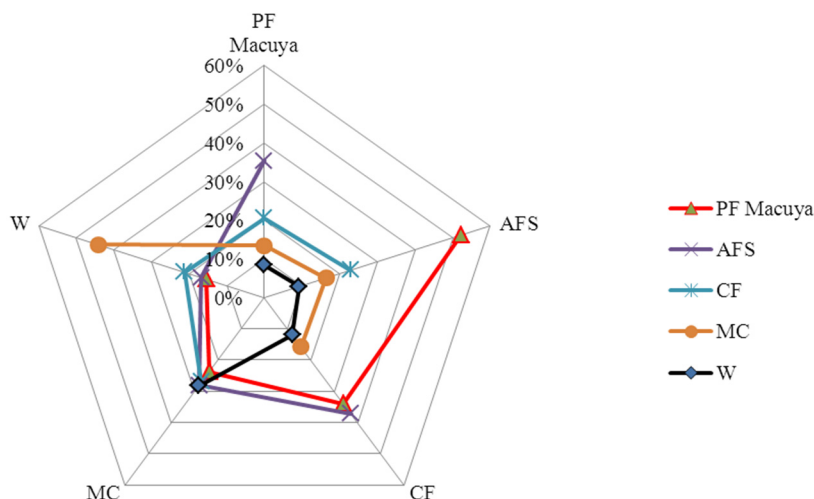 PF
Macuya
60%
50%
40%
30%
20%
10%
0%
AFS
CF
MC
W
PF Macuya
AFS
CF
MC
W